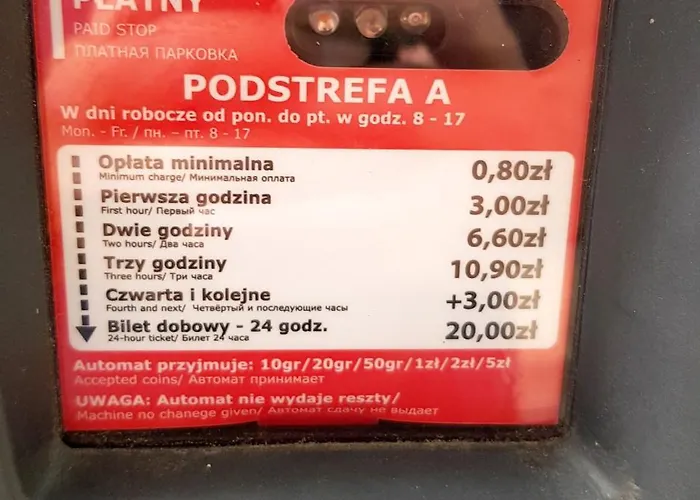 PŁATNY
PAID STOP
ПЛАТНАЯ ПАРКОВКА
PODSTREFA A
W dni robocze od pon. do pt. w godz. 8 - 17
Mon. - Fr. / пн. – пт. 8 - 17
Opłata minimalna 0,80zł
Minimum charge/ Минимальная оплата
Pierwsza godzina 3,00zł
First hour/ Первый час
Dwie godziny 6,60zł
Two hours/ Два часа
Trzy godziny 10,90zł
Three hours/ Три часа
Czwarta i kolejne +3,00zł
Fourth and next/ Четвёртый и последующие часы
Bilet dobowy - 24 godz. 20,00zł
24-hour ticket/ Билет 24 часа
Automat przyjmuje: 10gr/20gr/50gr/1zł/2zł/5zł
Accepted coins/ Автомат принимает
UWAGA: Automat nie wydaje reszty/
Machine no chanege given/ Автомат сдачу не выдает